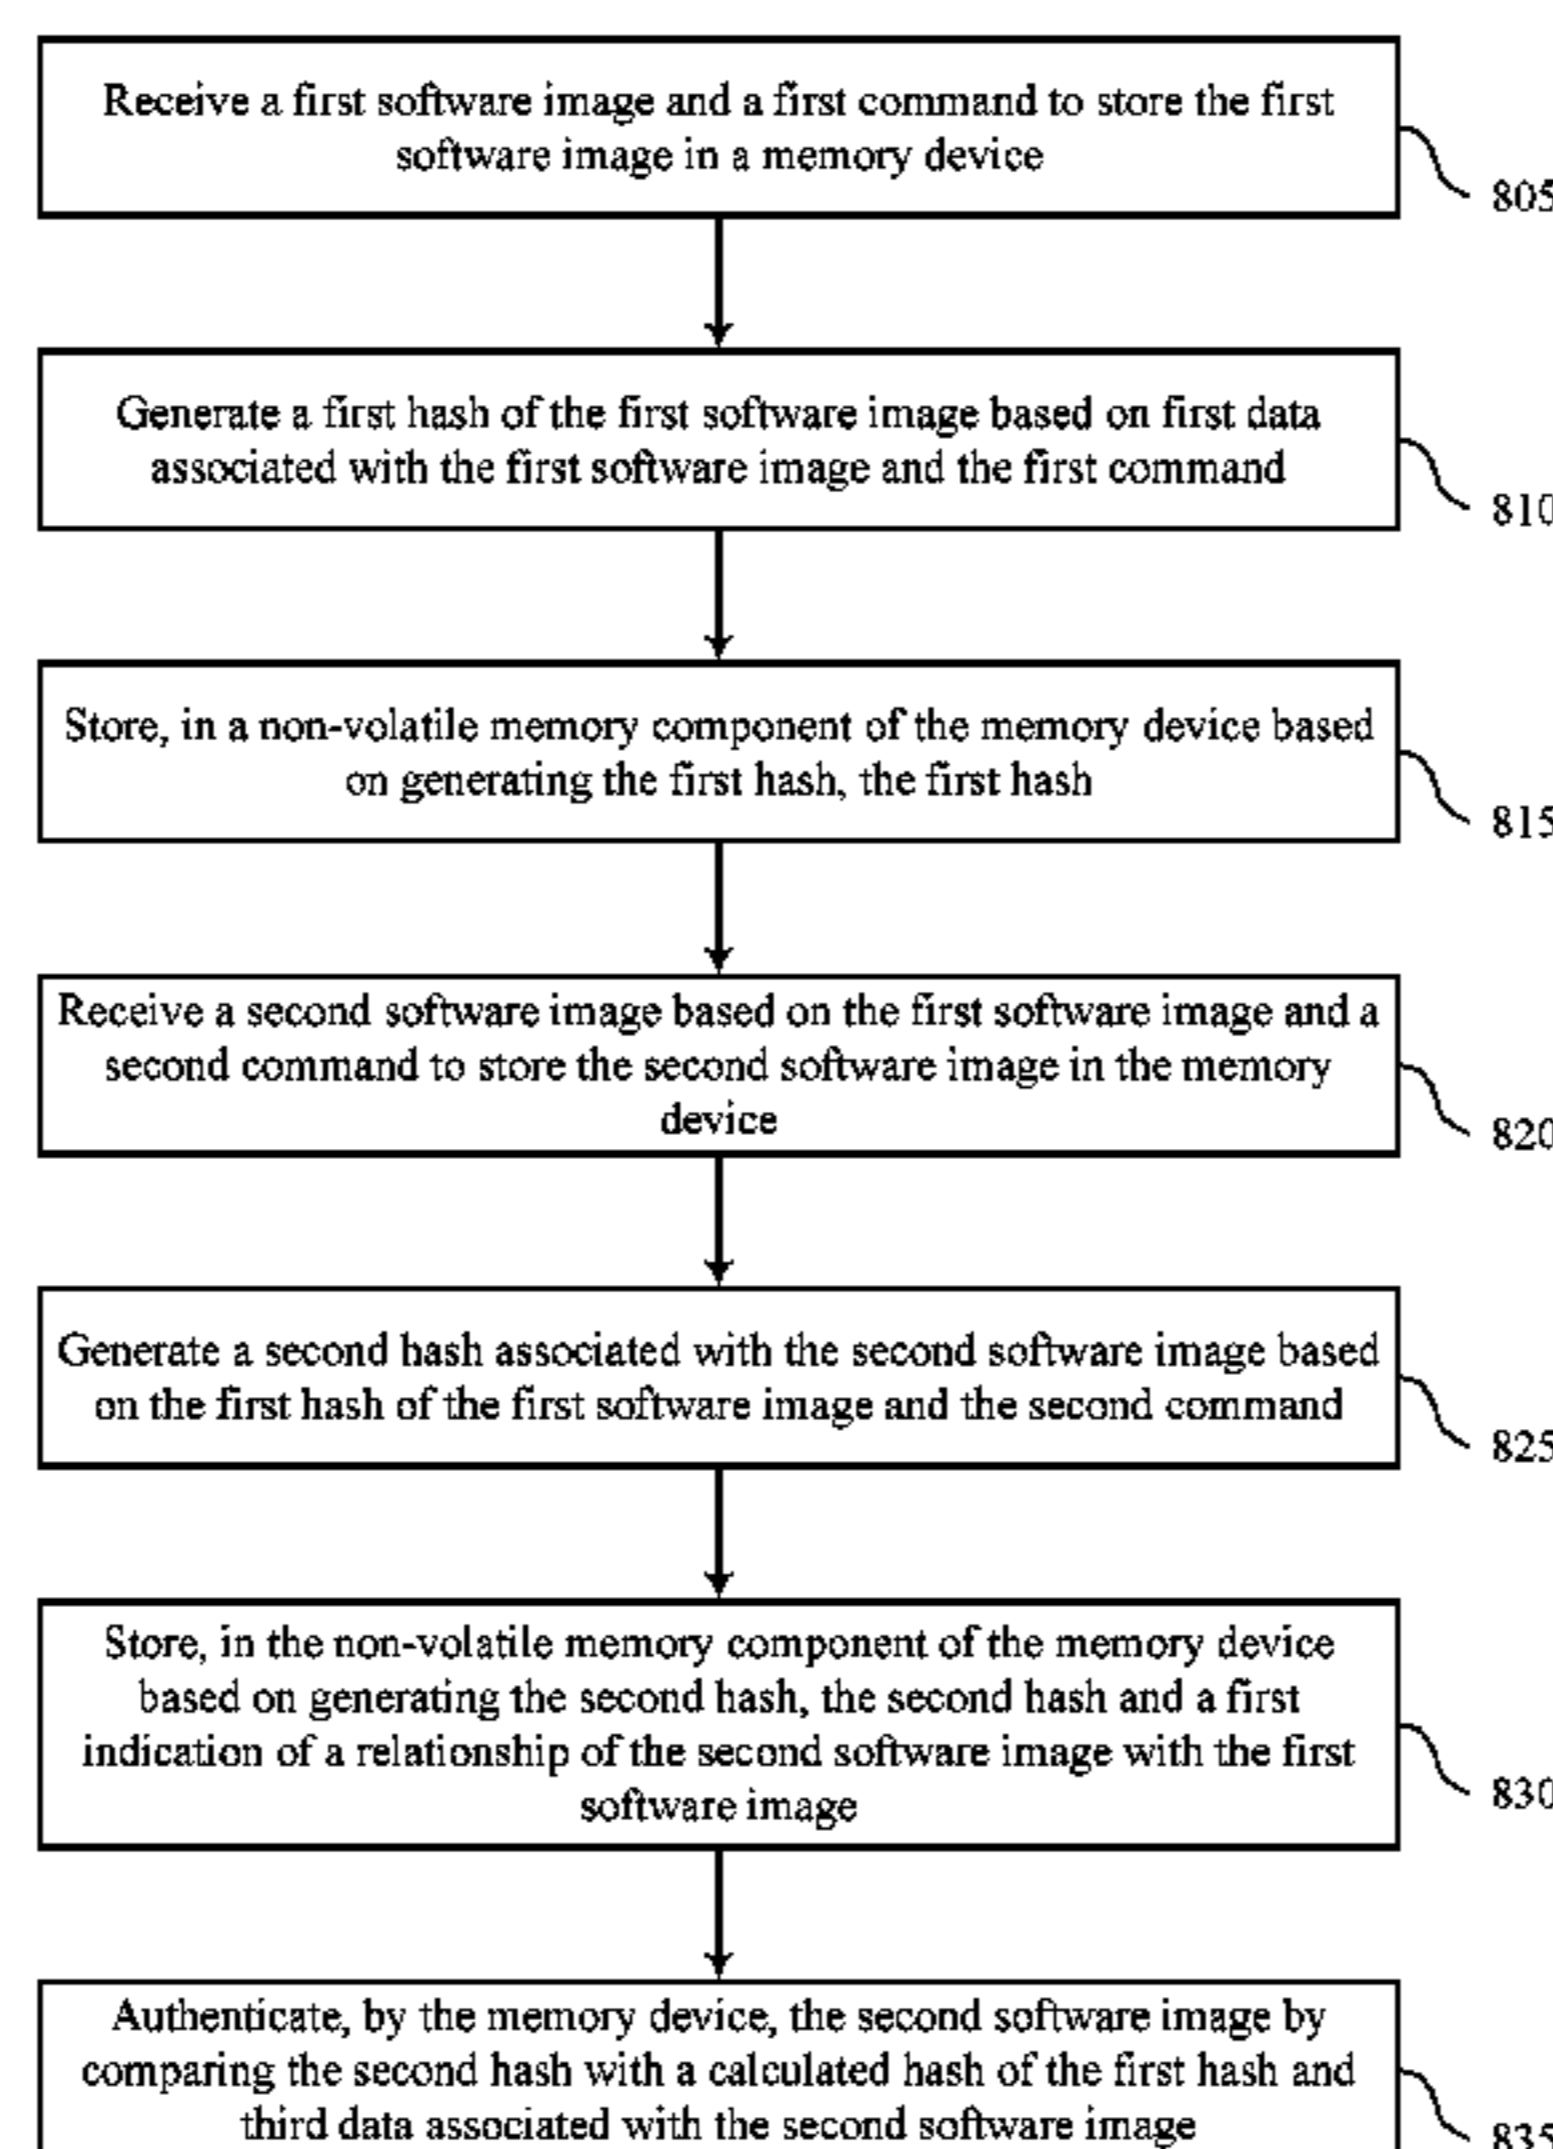 Receive a first software image and a first command to store the first
software image in a memory device
805
Generate a first hash of the first software image based on first data
associated with the first software image and the first command
810
Store, in a non-volatile memory component of the memory device based
on generating the first hash, the first hash
815
Receive a second software image based on the first software image and a
second command to store the second software image in the memory
device
820
Generate a second hash associated with the second software image based
on the first hash of the first software image and the second command
825
Store, in the non-volatile memory component of the memory device
based on generating the second hash, the second hash and a first
indication of a relationship of the second software image with the first
software image
830
Authenticate, by the memory device, the second software image by
comparing the second hash with a calculated hash of the first hash and
third data associated with the second software image
835